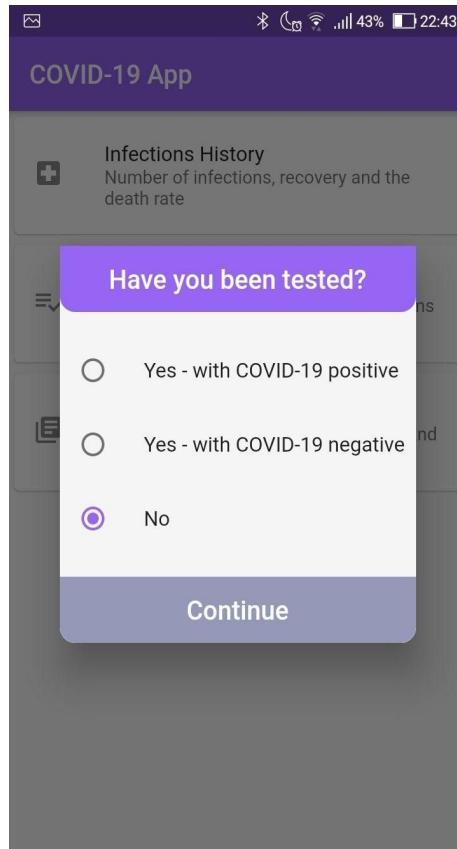 43% 22:43
COVID-19 App
Infections History
Number of infections, recovery and the
death rate
Have you been tested?
ns
Yes - with COVID-19 positive
Yes - with COVID-19 negative
nd
No
Continue